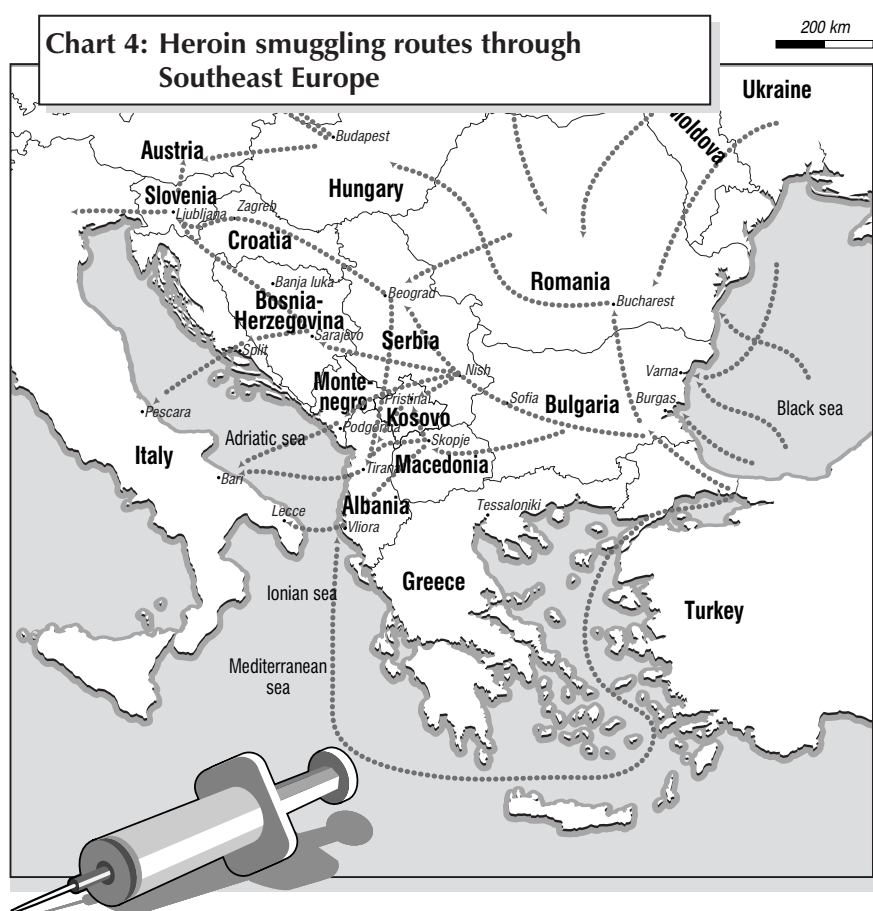 Chart 4: Heroin smuggling routes through
Southeast Europe
200 km
Ukraine
Moldova
Budapest
Austria
Hungary
Slovenia
Ljubljana
Zagreb
Croatia
Romania
Banja luka
Beograd
Bucharest
Bosnia-
Herzegovina
Sarajevo
Serbia
Split
Nish
Varna
Monte-
negro
Pristina
Sofia
Burgas
Bulgaria
Black sea
Pescara
Kosovo
Podgorica
Adriatic sea
Skopje
Italy
Macedonia
Tirana
Bari
Albania
Tessaloniki
Lecce
Vliora
Greece
Ionian sea
Turkey
Mediterranean
sea